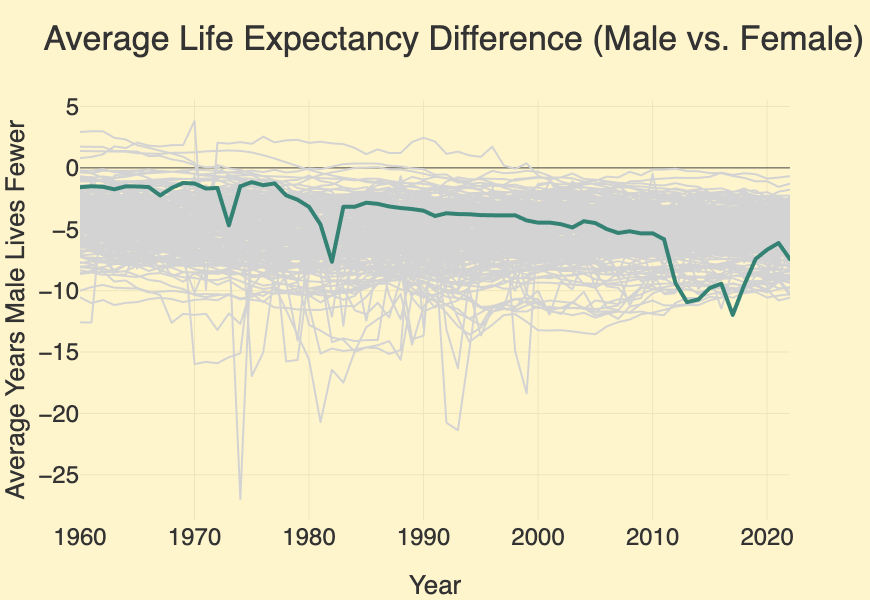 Average Life Expectancy Difference (Male vs. Female)
Average Years Male Lives Fewer
5
0
−5
−10
−15
−20
−25
1960 1970 1980 1990 2000 2010 2020
Year